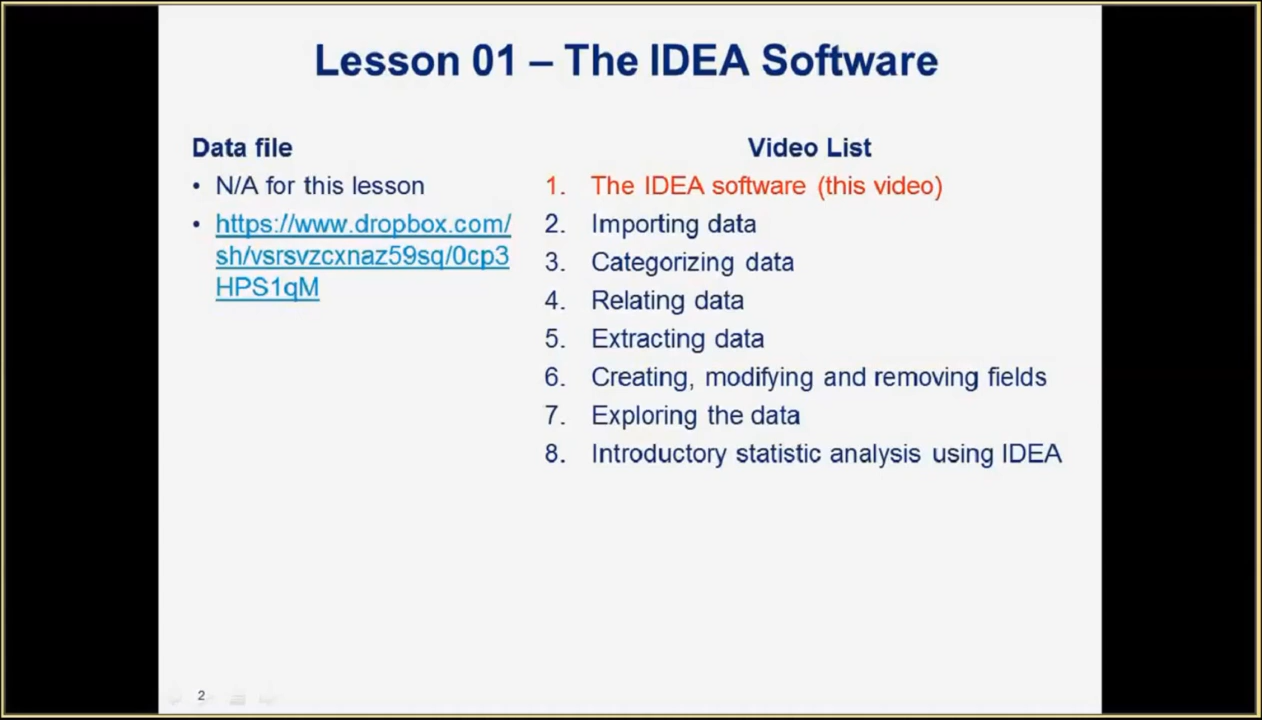 Lesson 01 – The IDEA Software
Data file
• N/A for this lesson
• https://www.dropbox.com/
sh/vsrsvzcxnaz59sq/0cp3
HPS1qM
Video List
1. The IDEA software (this video)
2. Importing data
3. Categorizing data
4. Relating data
5. Extracting data
6. Creating, modifying and removing fields
7. Exploring the data
8. Introductory statistic analysis using IDEA
2